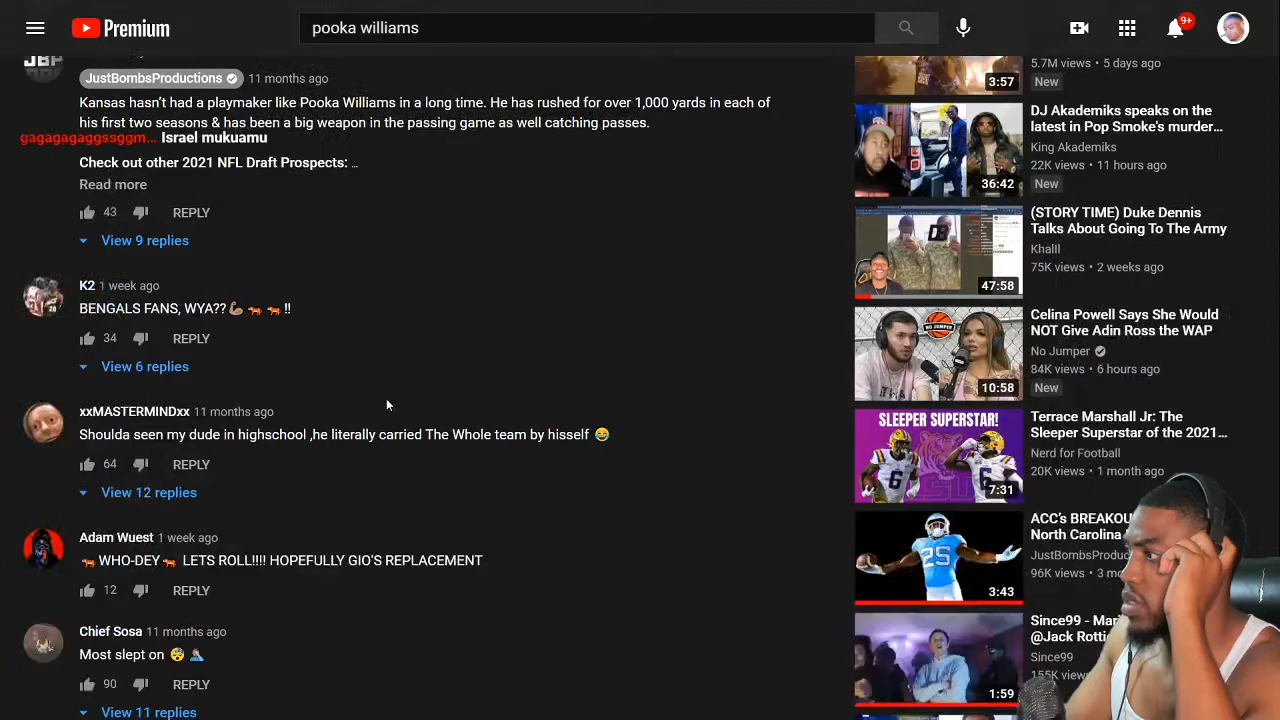 Premium
pooka williams
9+
JBP
JustBombsProductions 11 months ago
Kansas hasn't had a playmaker like Pooka Williams in a long time. He has rushed for over 1,000 yards in each of
his first two seasons & has been a big weapon in the passing game as well catching passes.
gagagagaggssggm... Israel mukuamu
Check out other 2021 NFL Draft Prospects: ...
Read more
43 REPLY
View 9 replies
K2 1 week ago
BENGALS FANS, WYA??💪🏾🐅🐅!!
34 REPLY
View 6 replies
xxMASTERMINDxx 11 months ago
Shoulda seen my dude in highschool ,he literally carried The Whole team by hisself 😂
64 REPLY
View 12 replies
Adam Wuest 1 week ago
🐅WHO-DEY🐅 LETS ROLL!!!! HOPEFULLY GIO'S REPLACEMENT
12 REPLY
Chief Sosa 11 months ago
Most slept on 😴🤦🏽‍♂️
90 REPLY
View 11 replies
3:57
5.7M views • 5 days ago
New
36:42
DJ Akademiks speaks on the
latest in Pop Smoke's murder...
King Akademiks
22K views • 11 hours ago
New
47:58
(STORY TIME) Duke Dennis
Talks About Going To The Army
KhalIl
75K views • 2 weeks ago
NO JUMPER
10:58
Celina Powell Says She Would
NOT Give Adin Ross the WAP
No Jumper
84K views • 6 hours ago
New
SLEEPER SUPERSTAR!
6
6
7:31
Terrace Marshall Jr: The
Sleeper Superstar of the 2021...
Nerd for Football
20K views • 1 month ago
25
3:43
ACC's BREAKOU
North Carolina
JustBombsProduc
96K views • 3 mo
1:59
Since99 - Mar
@Jack Rotti
Since99
155K view